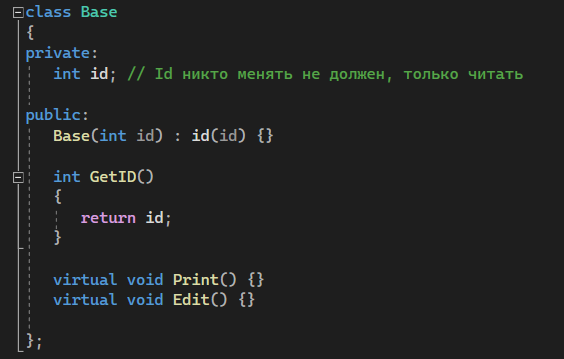 class Base
{
private:
int id; // Id никто менять не должен, только читать
public:
Base(int id) : id(id) {}
int GetID()
{
return id;
}
virtual void Print() {}
virtual void Edit() {}
};